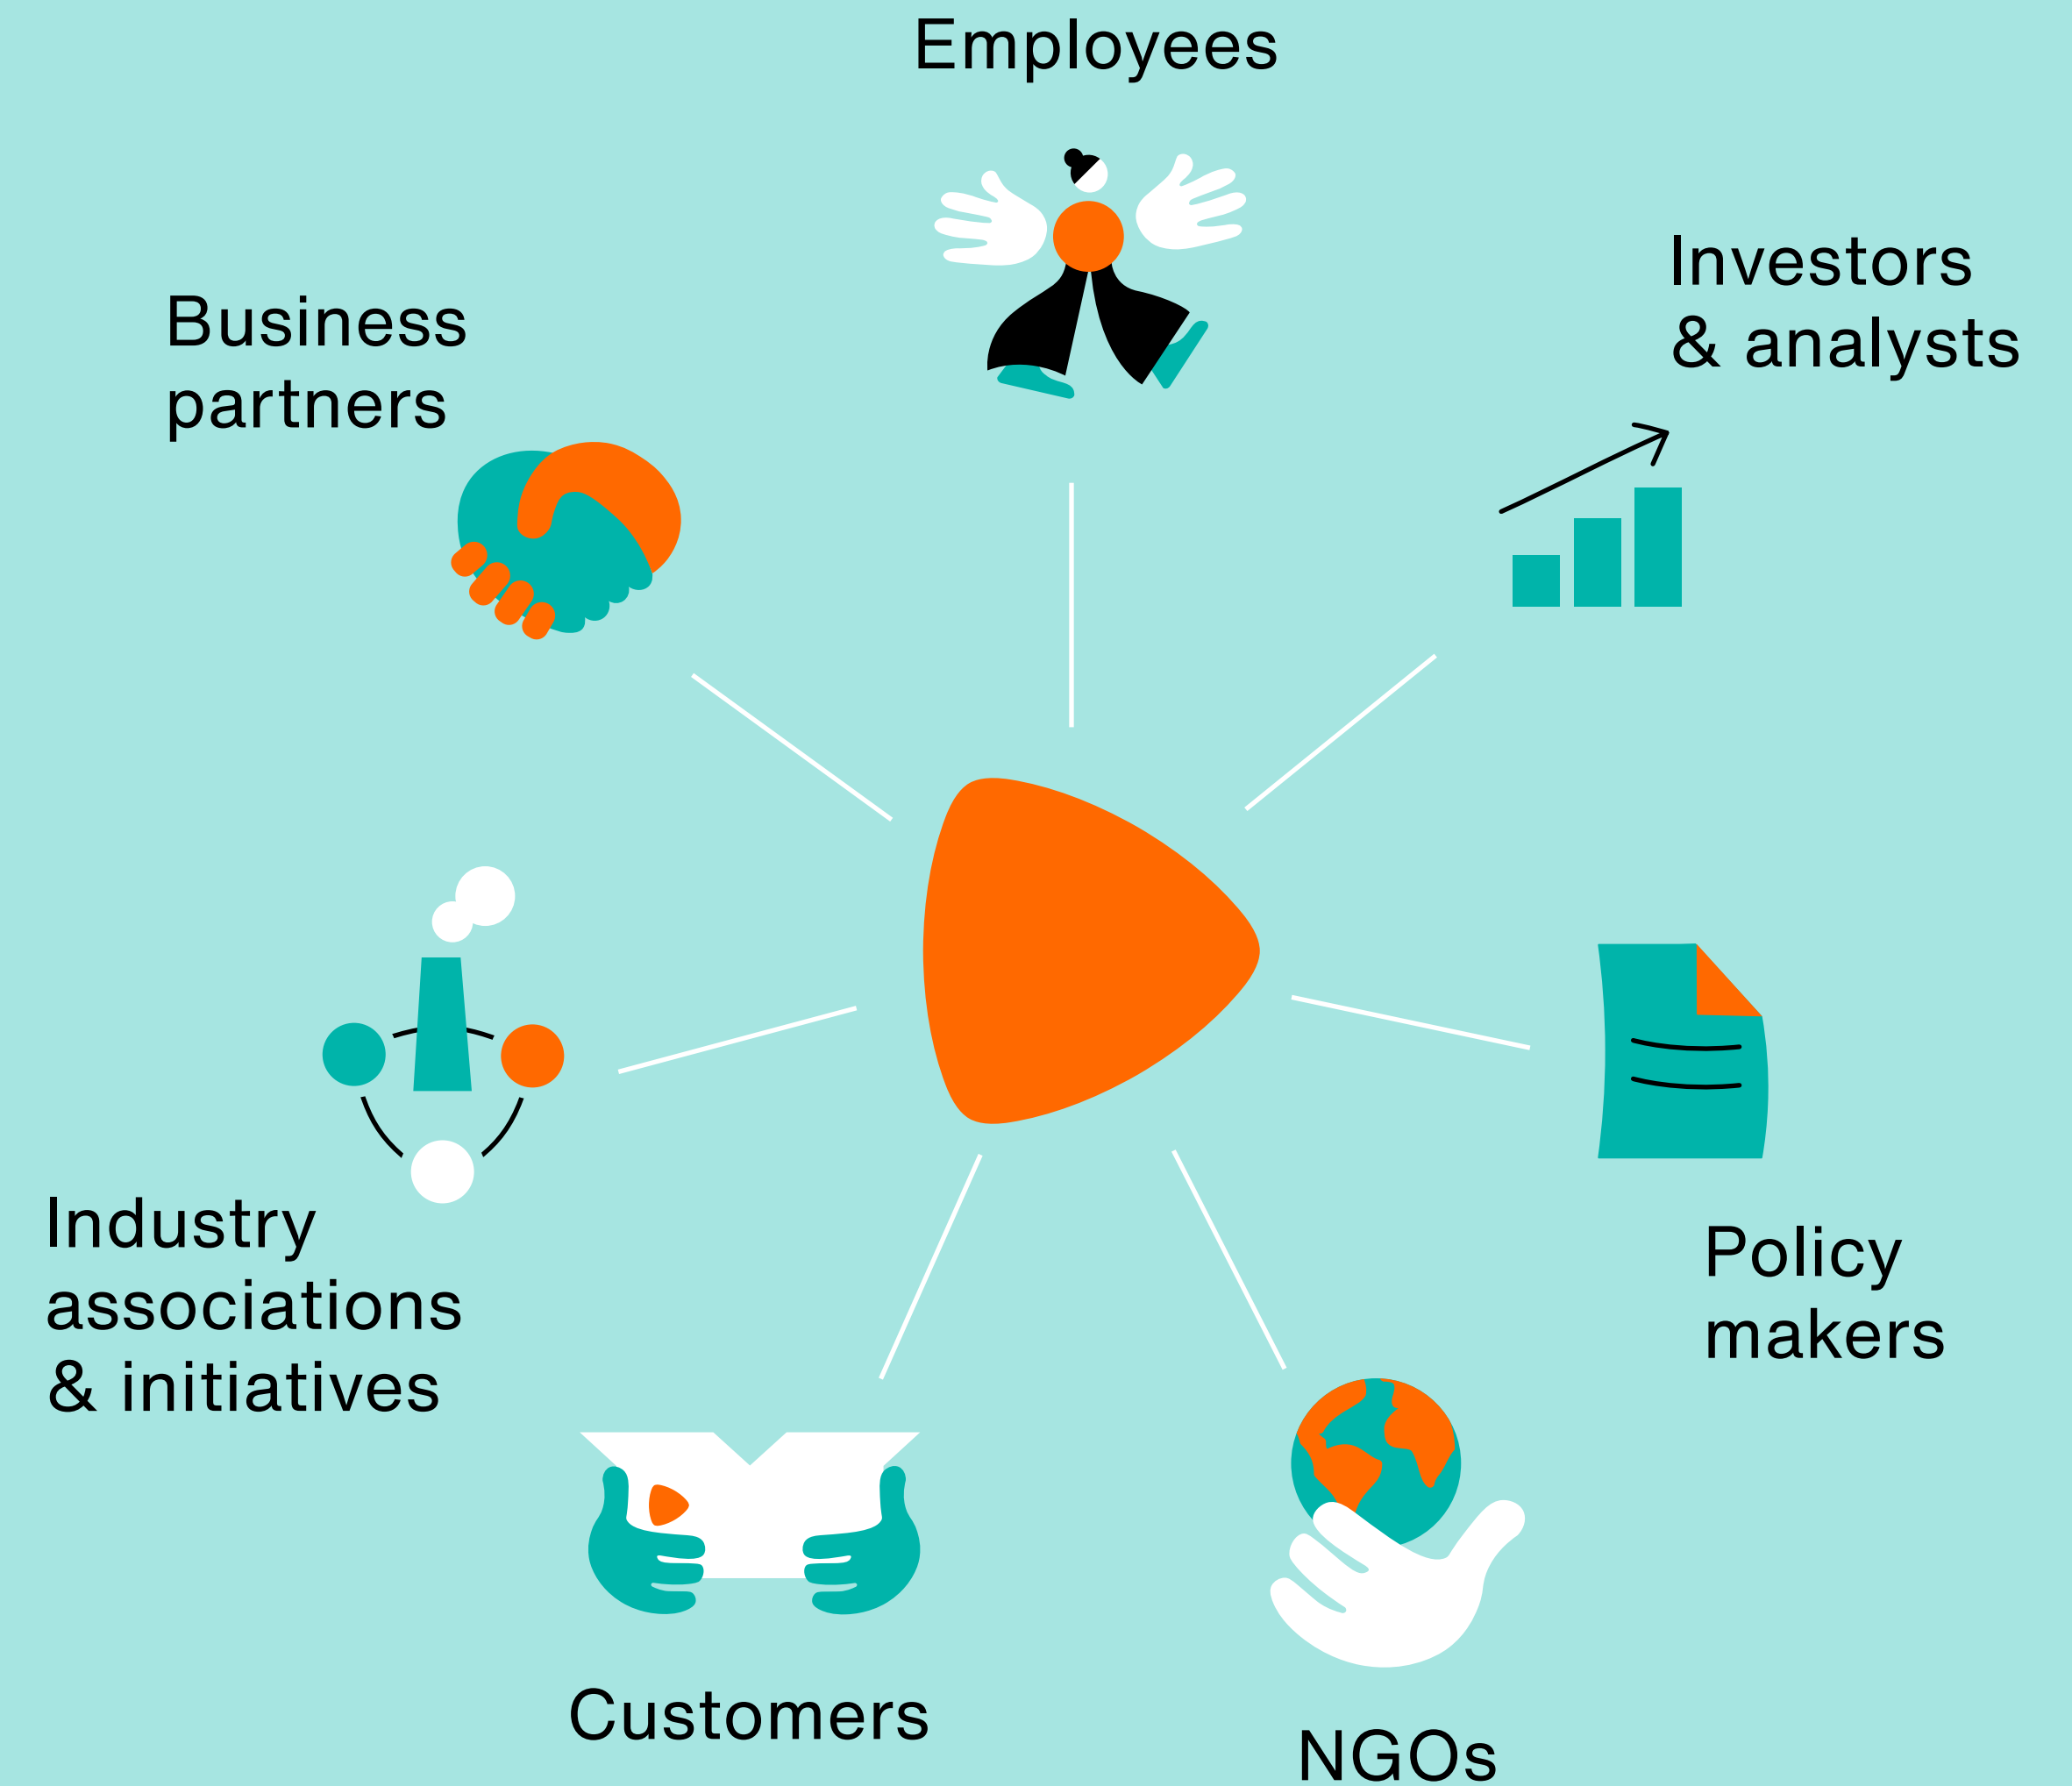 Employees
Investors
& analysts
Business
partners
Industry
associations
& initiatives
Policy
makers
Customers
NGOs